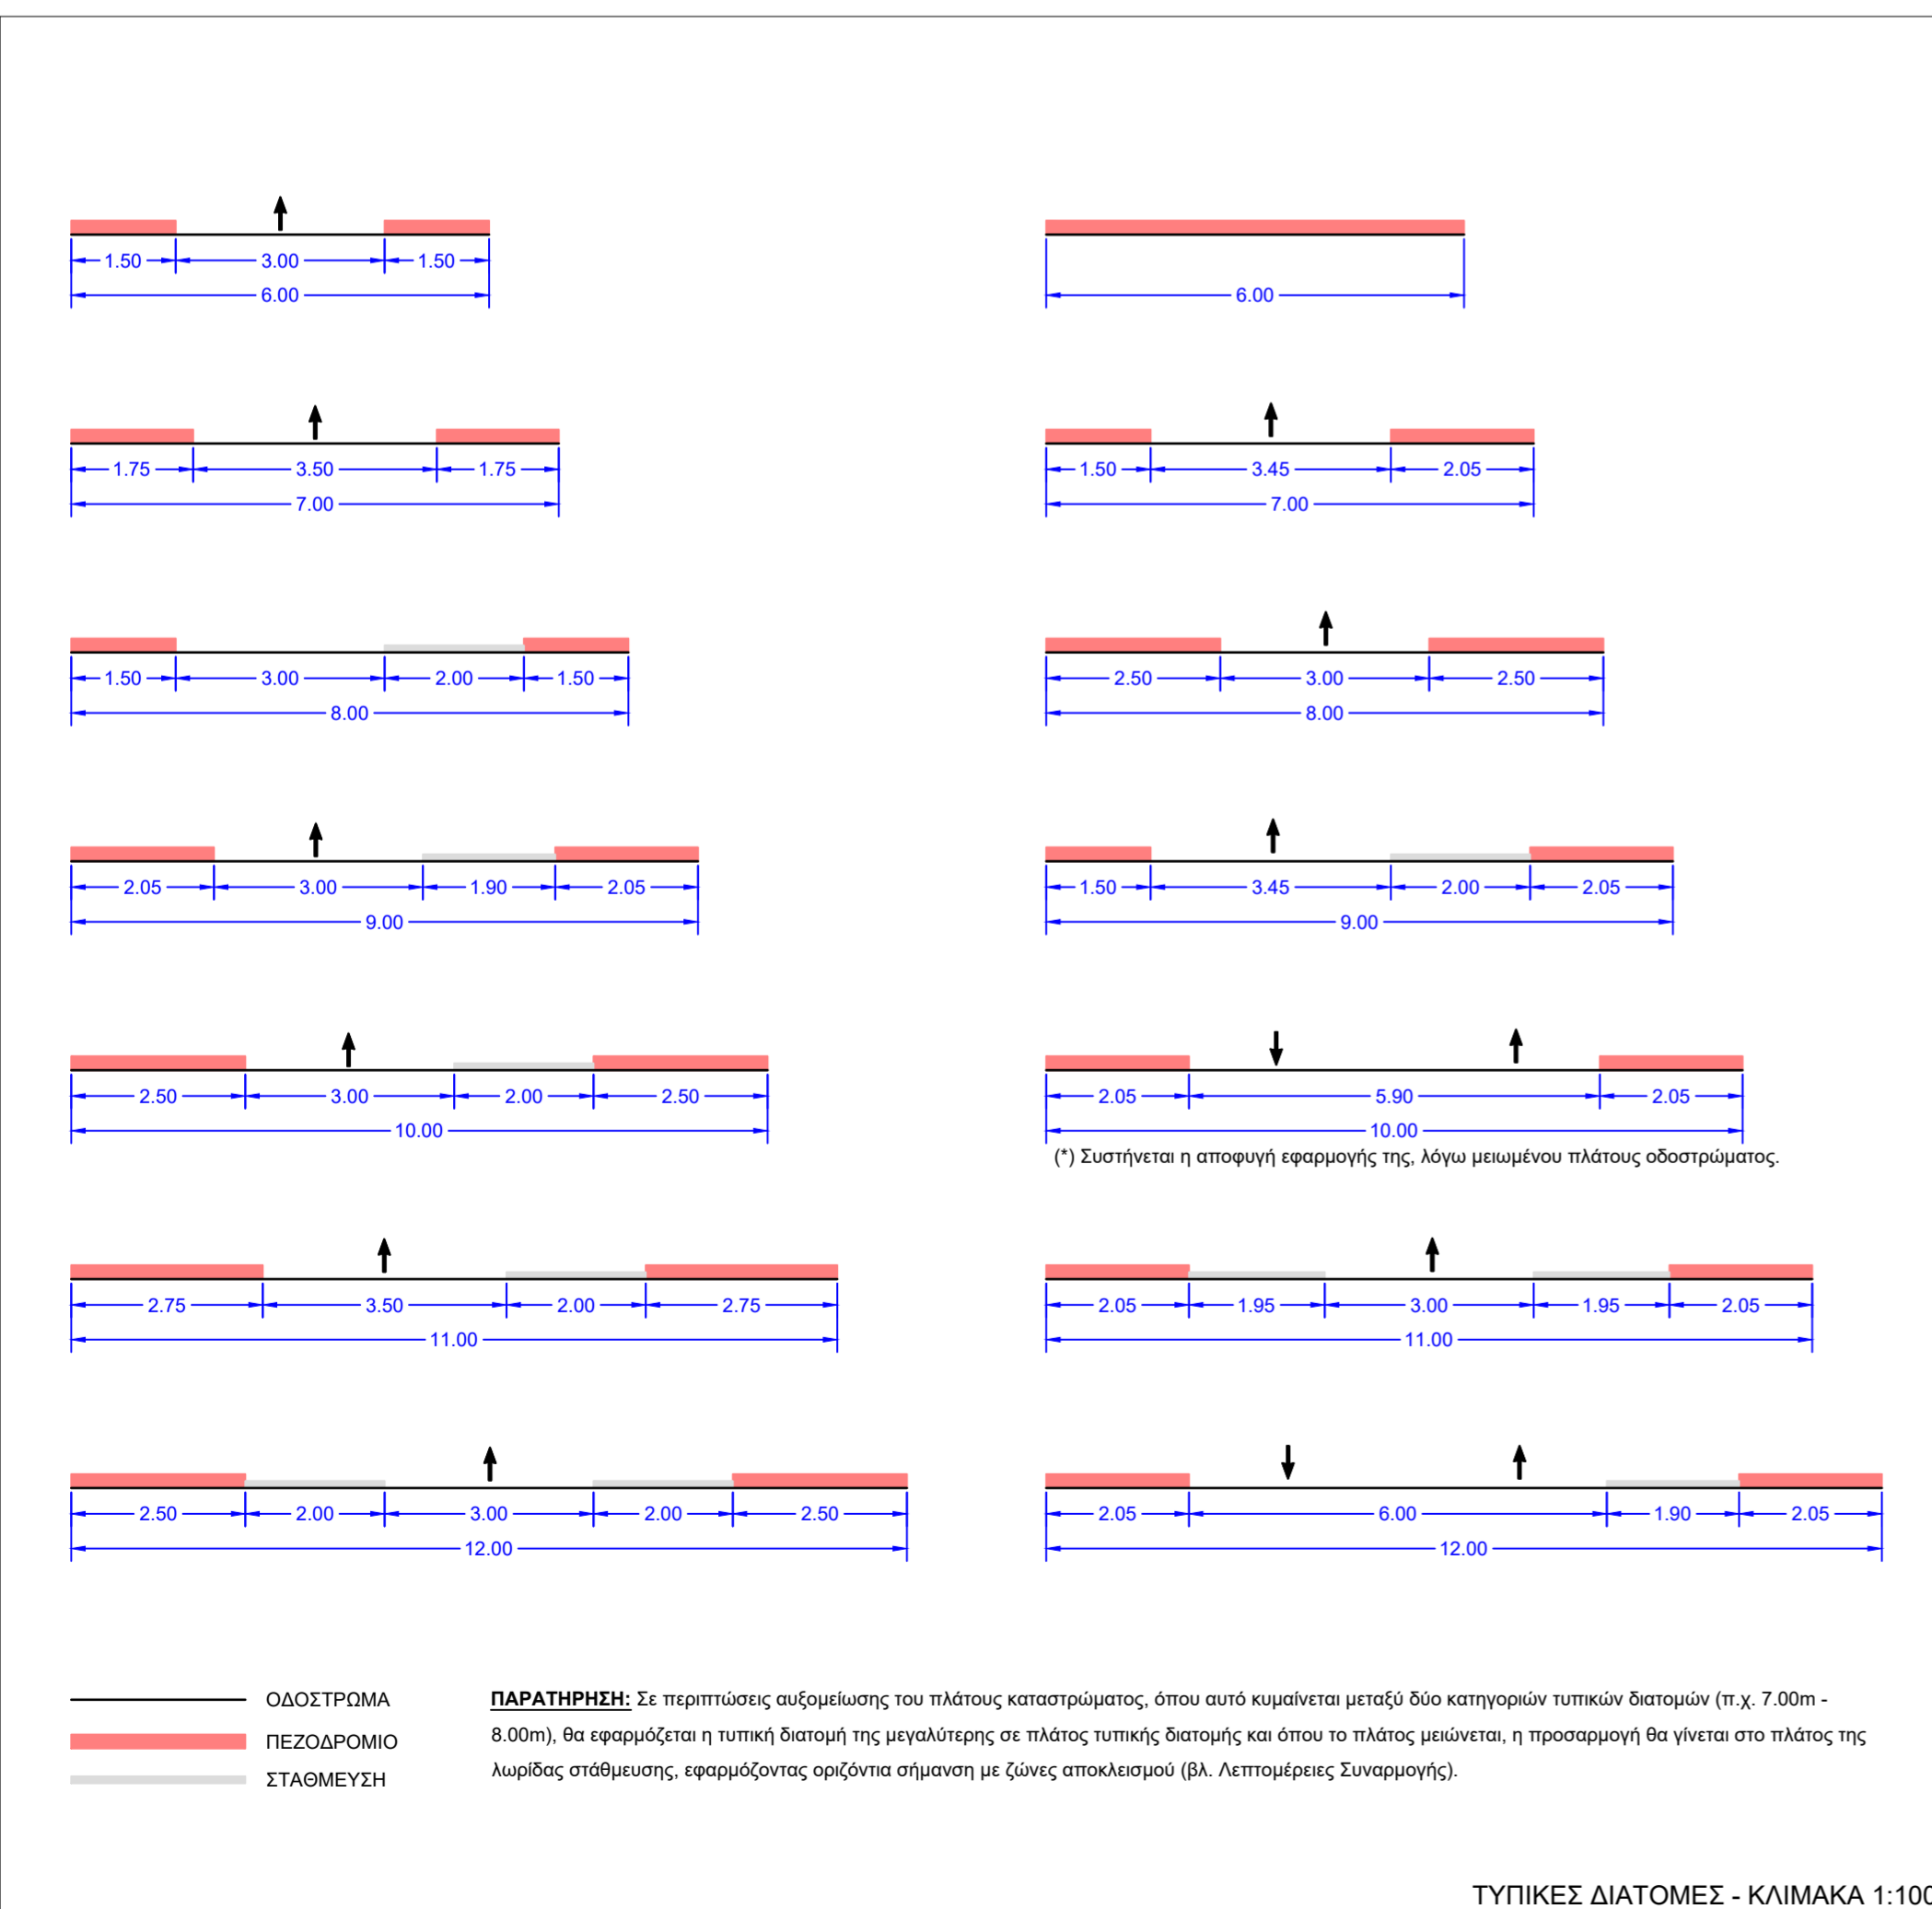 1.50 3.00 1.50
6.00
6.00
1.75 3.50 1.75
7.00
1.50 3.45 2.05
7.00
1.50 3.00 2.00 1.50
8.00
2.50 3.00 2.50
8.00
2.05 3.00 1.90 2.05
9.00
1.50 3.45 2.00 2.05
9.00
2.50 3.00 2.00 2.50
10.00
2.05 5.90 2.05
10.00
(*) Συστήνεται η αποφυγή εφαρμογής της, λόγω μειωμένου πλάτους οδοστρώματος.
2.75 3.50 2.00 2.75
11.00
2.05 1.95 3.00 1.95 2.05
11.00
2.50 2.00 3.00 2.00 2.50
12.00
2.05 6.00 1.90 2.05
12.00
ΟΔΟΣΤΡΩΜΑ
ΠΕΖΟΔΡΟΜΙΟ
ΣΤΑΘΜΕΥΣΗ
ΠΑΡΑΤΗΡΗΣΗ: Σε περιπτώσεις αυξομείωσης του πλάτους καταστρώματος, όπου αυτό κυμαίνεται μεταξύ δύο κατηγοριών τυπικών διατομών (π.χ. 7.00m -
8.00m), θα εφαρμόζεται η τυπική διατομή της μεγαλύτερης σε πλάτος τυπικής διατομής και όπου το πλάτος μειώνεται, η προσαρμογή θα γίνεται στο πλάτος της
λωρίδας στάθμευσης, εφαρμόζοντας οριζόντια σήμανση με ζώνες αποκλεισμού (βλ. Λεπτομέρειες Συναρμογής).
ΤΥΠΙΚΕΣ ΔΙΑΤΟΜΕΣ - ΚΛΙΜΑΚΑ 1:100